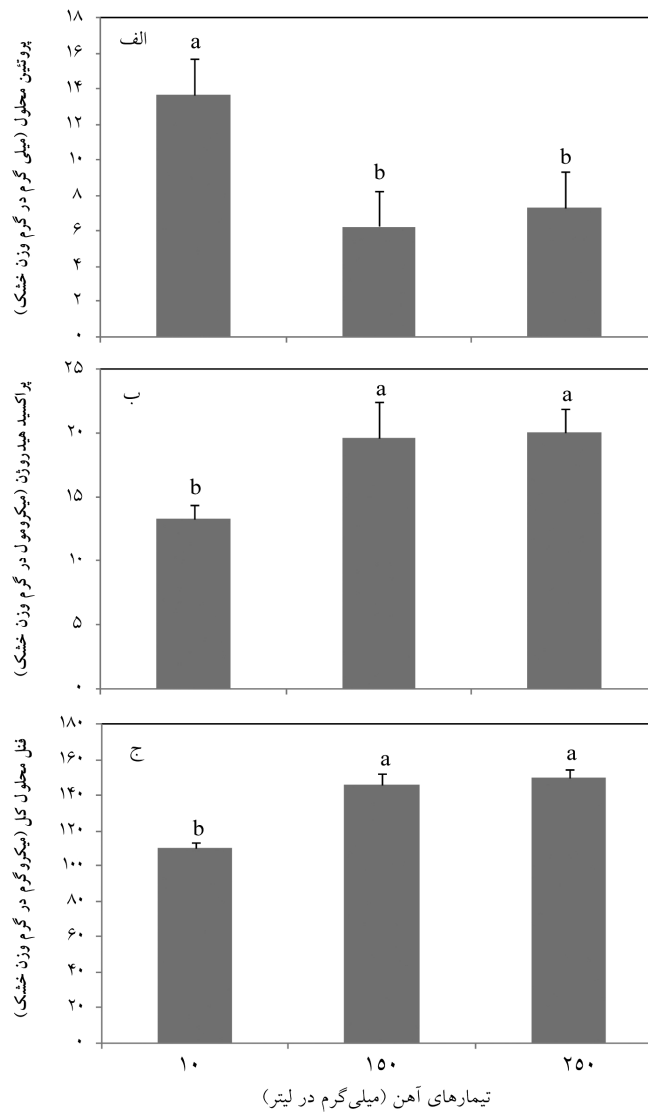 الف
پروتئین محلول (میلی گرم در گرم وزن خشک)
۱۸
۱۶
۱۴
۱۲
۱۰
۸
۶
۴
۲
۰
a
b
b
ب
پراکسید هیدروژن (میکرومول در گرم وزن خشک)
۲۵
۲۰
۱۵
۱۰
۵
۰
b
a
a
ج
فنل محلول کل (میکروگرم در گرم وزن خشک)
۱۸۰
۱۶۰
۱۴۰
۱۲۰
۱۰۰
۸۰
۶۰
۴۰
۲۰
۰
b
a
a
۱۰ ۱۵۰ ۲۵۰
تیمارهای آهن (میلی‌گرم در لیتر)